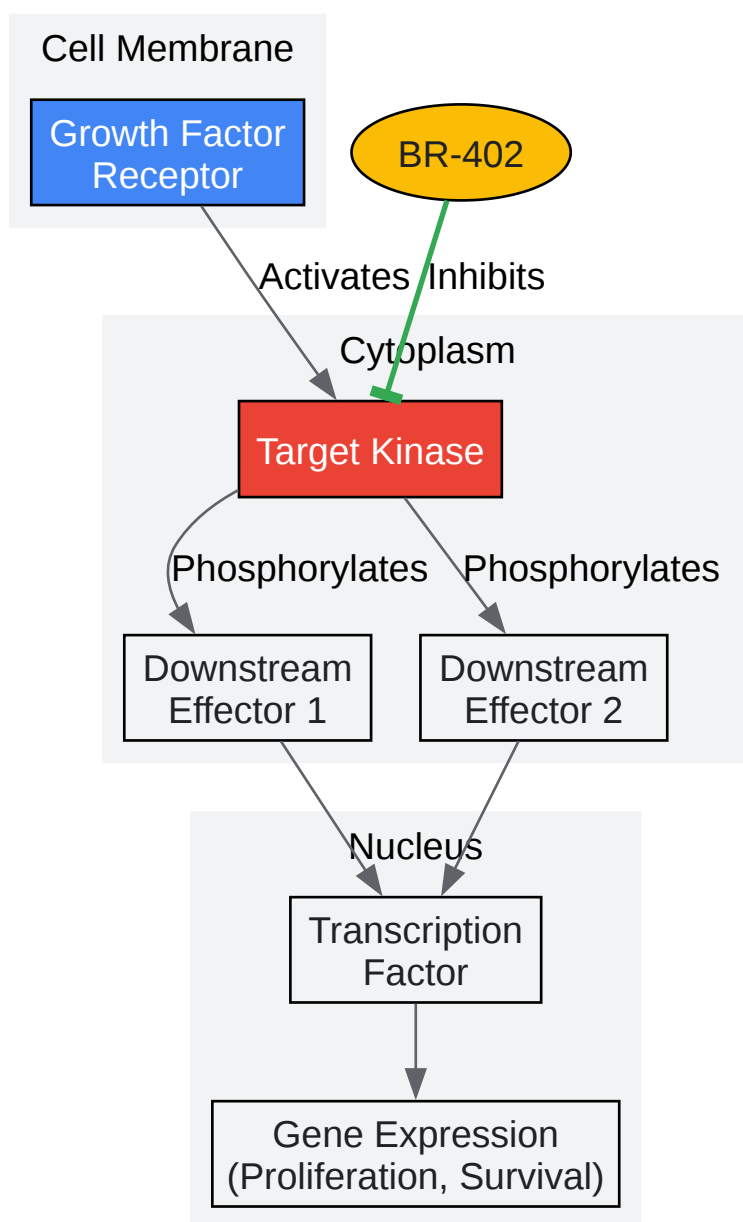 Cell Membrane
Growth Factor
Receptor
BR-402
Activates
Inhibits
Cytoplasm
Target Kinase
Phosphorylates
Phosphorylates
Downstream
Effector 1
Downstream
Effector 2
Nucleus
Transcription
Factor
Gene Expression
(Proliferation, Survival)